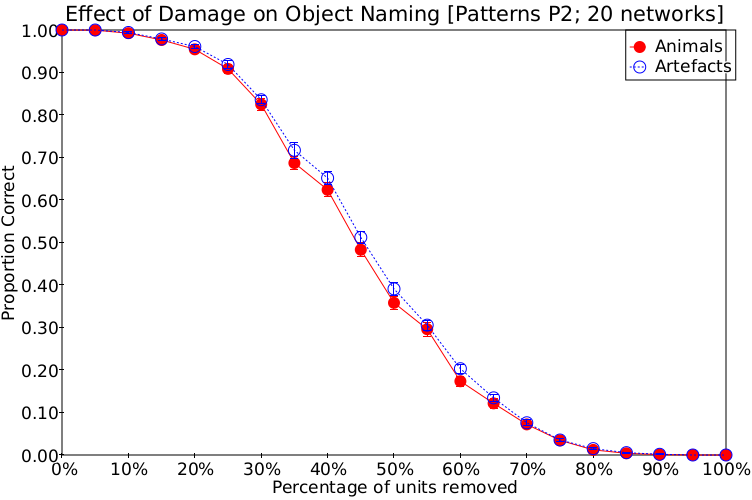 Effect of Damage on Object Naming [Patterns P2; 20 networks]
Animals
Artefacts
Proportion Correct
1.00
0.90
0.80
0.70
0.60
0.50
0.40
0.30
0.20
0.10
0.00
0% 10% 20% 30% 40% 50% 60% 70% 80% 90% 100%
Percentage of units removed